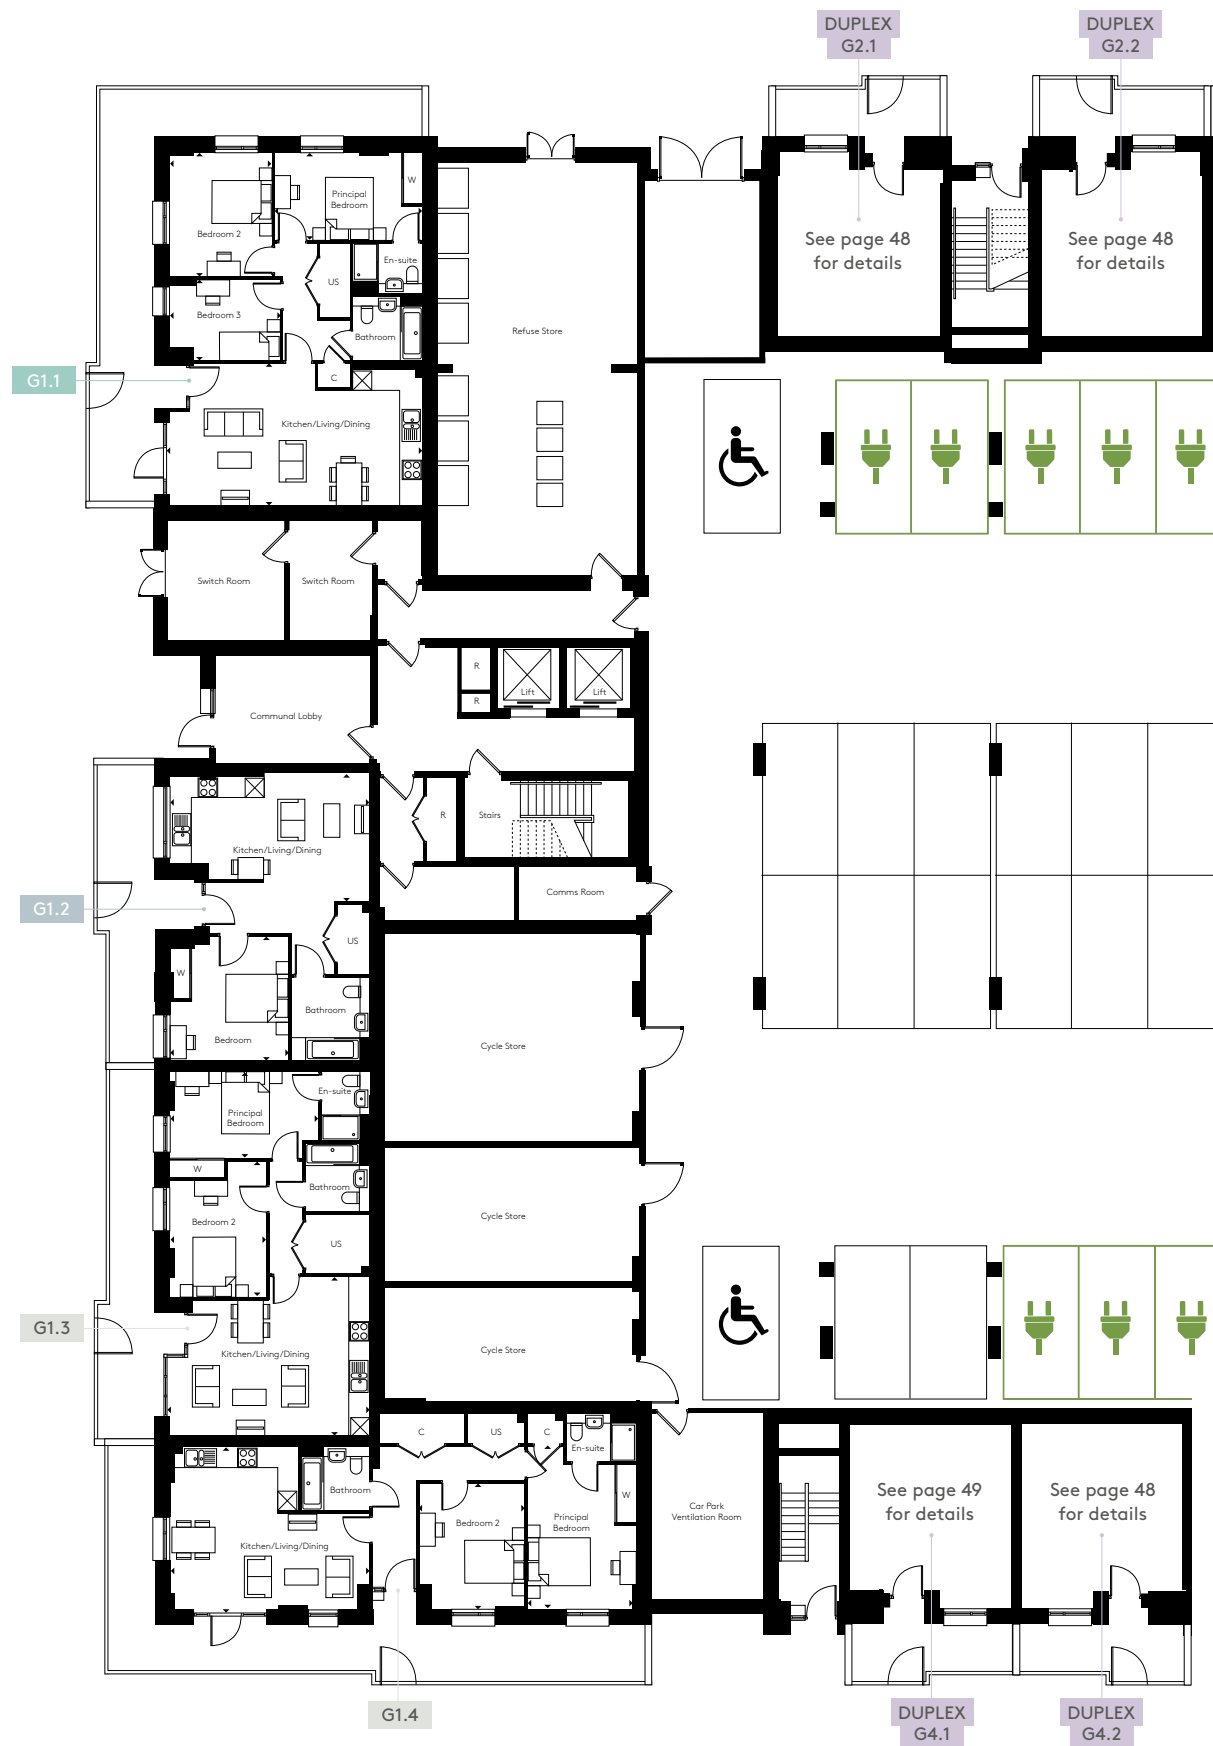 DUPLEX
G2.1
DUPLEX
G2.2
W
Principal
Bedroom
Bedroom 2
En-suite
US
Bedroom 3
Bathroom
C
G1.1
Kitchen/Living/Dining
Refuse Store
See page 48
for details
See page 48
for details
Switch Room
Switch Room
R
R
Lift
Lift
Communal Lobby
R
Stairs
Kitchen/Living/Dining
Comms Room
G1.2
US
W
Bathroom
Bedroom
Cycle Store
En-suite
Principal
Bedroom
W
Bathroom
Bedroom 2
US
Cycle Store
G1.3
Kitchen/Living/Dining
Cycle Store
C
US
C
En-suite
Bathroom
W
Bedroom 2
Principal
Bedroom
Kitchen/Living/Dining
Car Park
Ventilation Room
See page 49
for details
See page 48
for details
G1.4
DUPLEX
G4.1
DUPLEX
G4.2